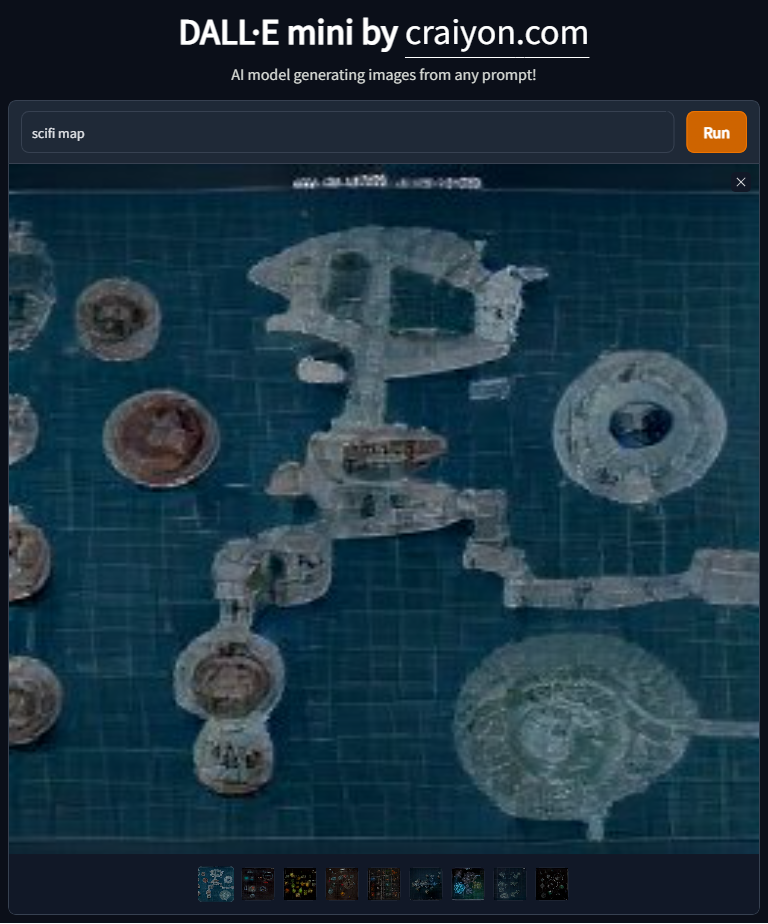 DALL·E mini by craiyon.com
AI model generating images from any prompt!
scifi map
Run